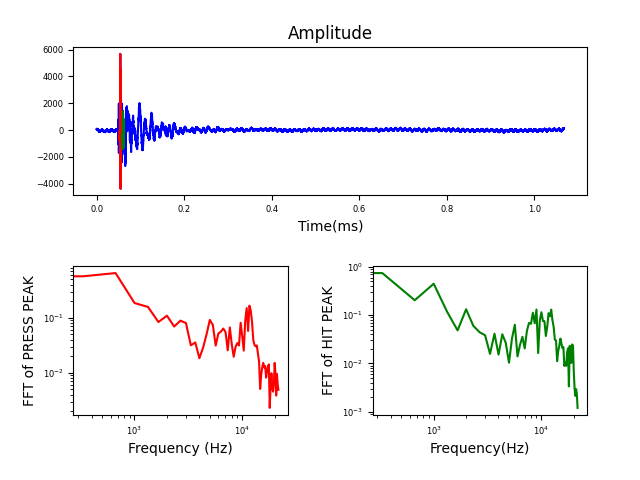 Amplitude
6000
4000
2000
0
−2000
−4000
0.0 0.2 0.4 0.6 0.8 1.0
Time(ms)
FFT of PRESS PEAK
10⁻¹
10⁻²
10³ 10⁴
Frequency (Hz)
FFT of HIT PEAK
10⁰
10⁻¹
10⁻²
10⁻³
10³ 10⁴
Frequency(Hz)